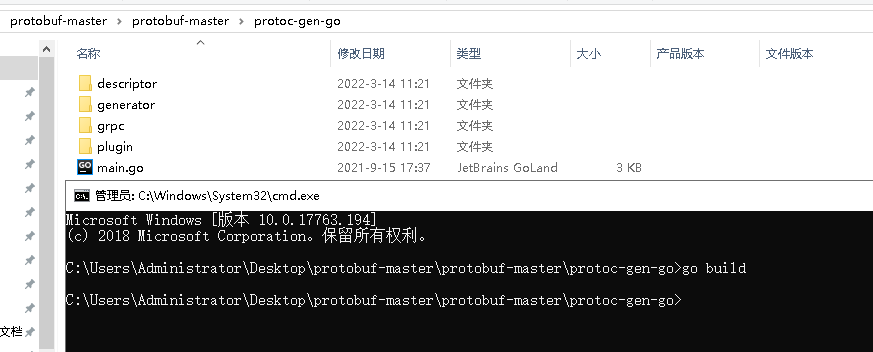 protobuf-master > protobuf-master > protoc-gen-go
名称 修改日期 类型 大小 产品版本 文件版本
descriptor 2022-3-14 11:21 文件夹
generator 2022-3-14 11:21 文件夹
grpc 2022-3-14 11:21 文件夹
plugin 2022-3-14 11:21 文件夹
GO main.go 2021-9-15 17:37 JetBrains GoLand 3 KB
管理员: C:\Windows\System32\cmd.exe
Microsoft Windows [版本 10.0.17763.194]
(c) 2018 Microsoft Corporation。保留所有权利。
C:\Users\Administrator\Desktop\protobuf-master\protobuf-master\protoc-gen-go>go build
C:\Users\Administrator\Desktop\protobuf-master\protobuf-master\protoc-gen-go>
文档